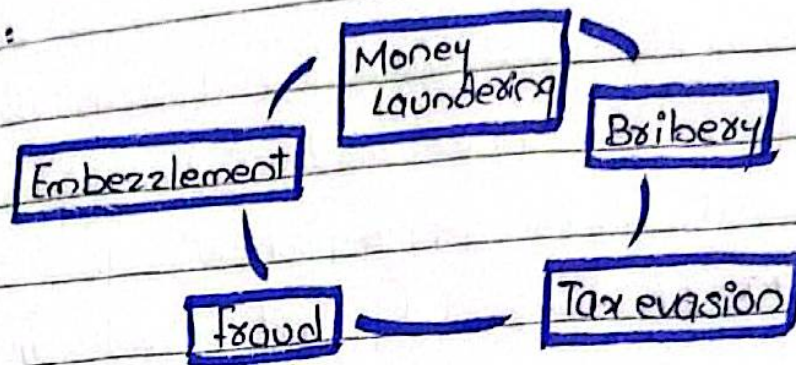 :
Money
Laundering
Bribery
Embezzlement
Tax evasion
fraud